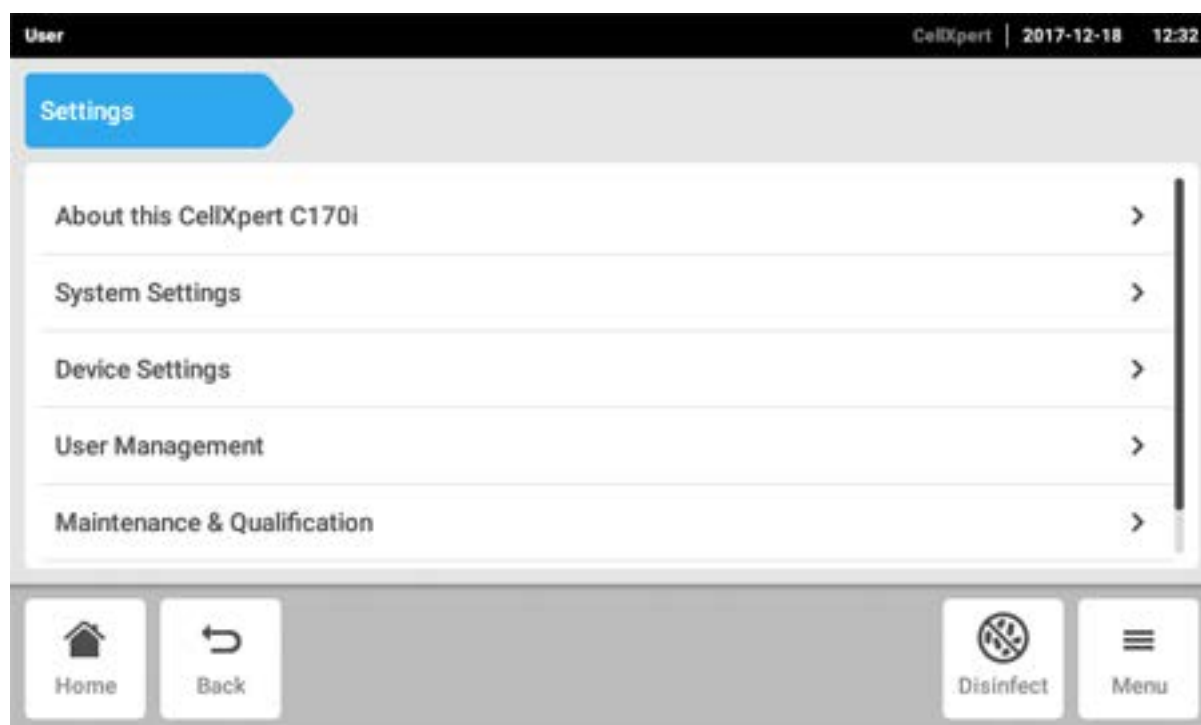 User CellXpert | 2017-12-18 12:32
Settings
About this CellXpert C170i
System Settings
Device Settings
User Management
Maintenance & Qualification
Home Back Disinfect Menu